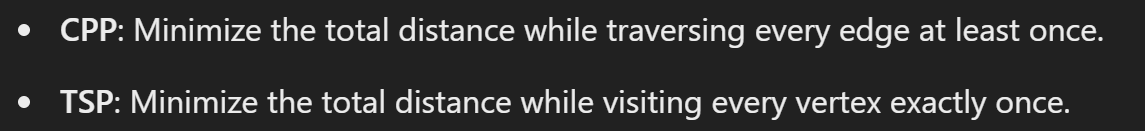 • CPP: Minimize the total distance while traversing every edge at least once.
• TSP: Minimize the total distance while visiting every vertex exactly once.